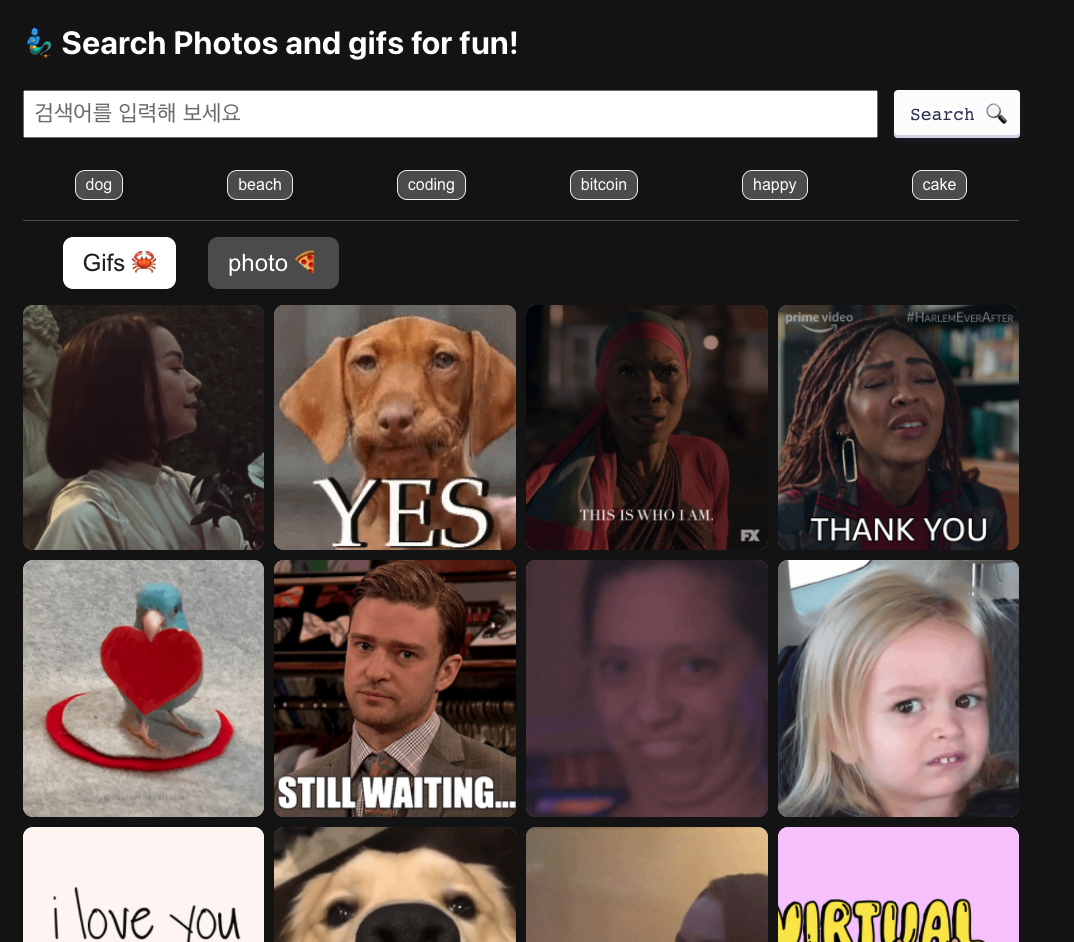 Search Photos and gifs for fun!
검색어를 입력해 보세요
Search
dog
beach
coding
bitcoin
happy
cake
Gifs
photo
YES
THIS IS WHO I AM.
FX
prime video
#HARLEMEVERAFTER
THANK YOU
STILL WAITING...
i love you
VIRTUAL